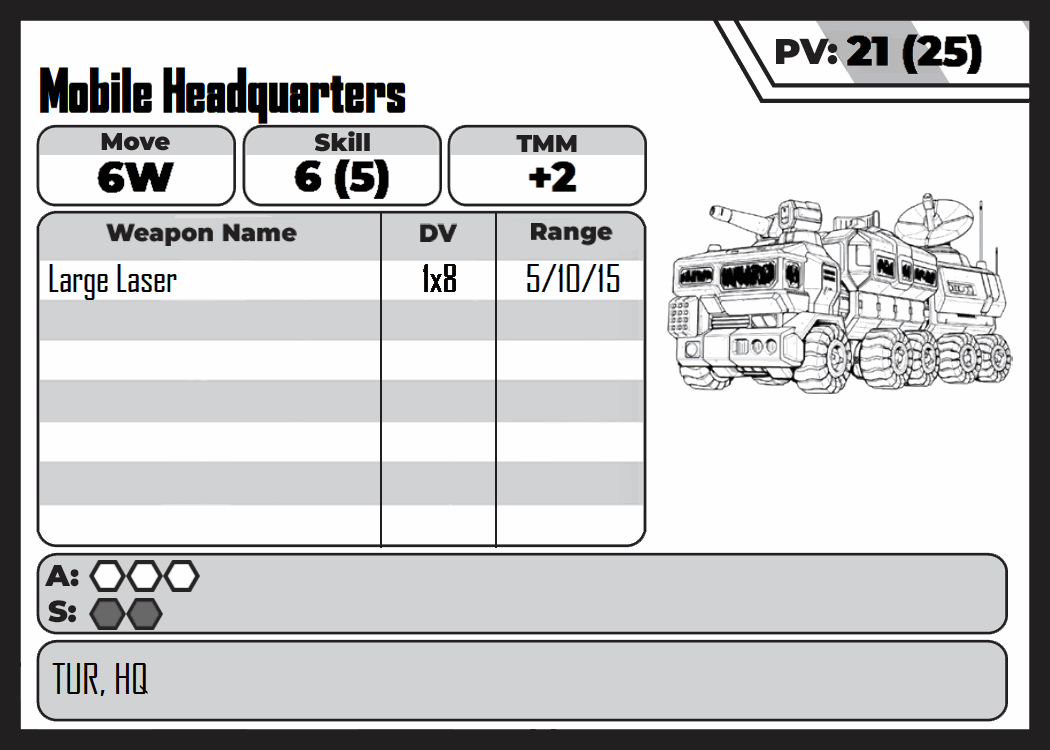 PV: 21 (25)
Mobile Headquarters
Move Skill TMM
6W 6 (5) +2
Weapon Name DV Range
Large Laser 1x8 5/10/15
A:
S:
TUR, HQ